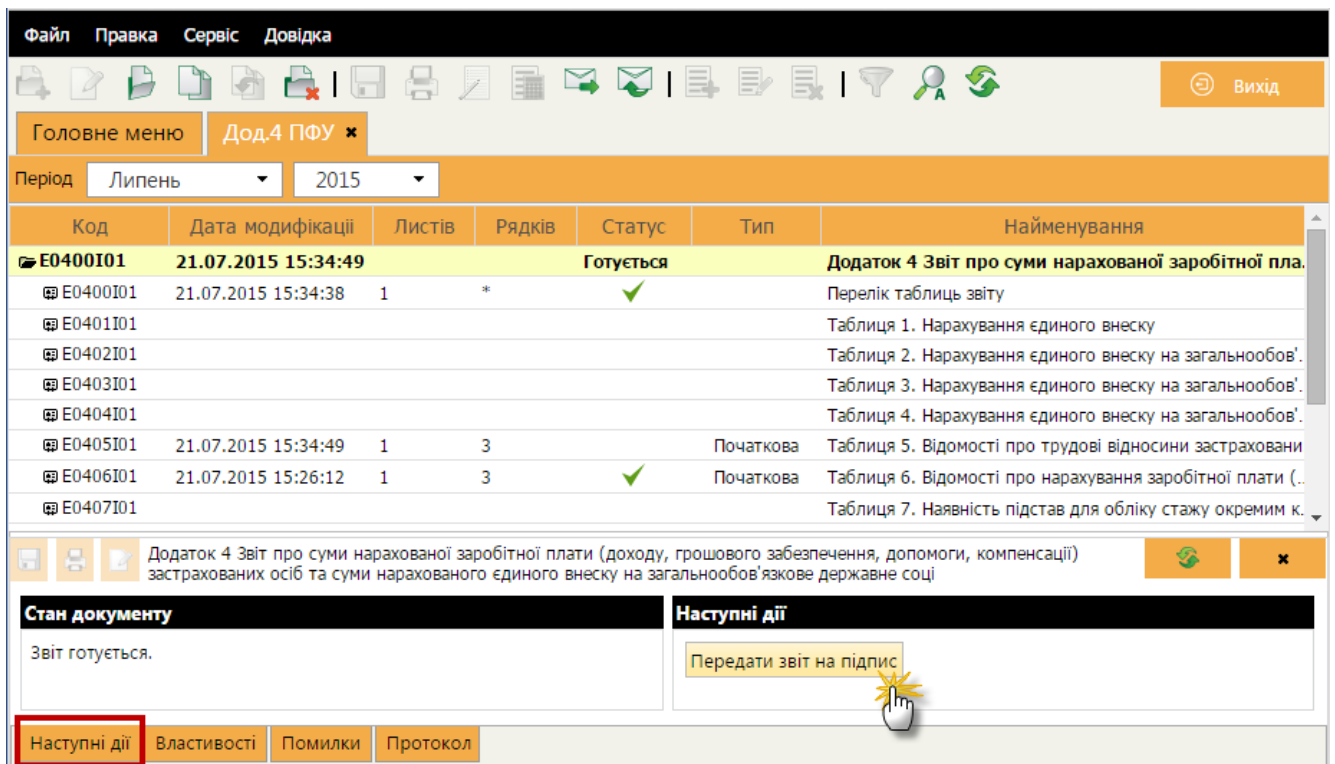 Файл Правка Сервіс Довідка
Вихід
Головне меню Дод.4 ПФУ
Період Липень 2015
Код Дата модифікації Листів Рядків Статус Тип Найменування
E0400I01 21.07.2015 15:34:49 Готується Додаток 4 Звіт про суми нарахованої заробітної пла.
E0400I01 21.07.2015 15:34:38 1 * Перелік таблиць звіту
E0401I01 Таблиця 1. Нарахування єдиного внеску
E0402I01 Таблиця 2. Нарахування єдиного внеску на загальнообов'.
E0403I01 Таблиця 3. Нарахування єдиного внеску на загальнообов'.
E0404I01 Таблиця 4. Нарахування єдиного внеску на загальнообов'.
E0405I01 21.07.2015 15:34:49 1 3 Початкова Таблиця 5. Відомості про трудові відносини застраховани
E0406I01 21.07.2015 15:26:12 1 3 Початкова Таблиця 6. Відомості про нарахування заробітної плати (..
E0407I01 Таблиця 7. Наявність підстав для обліку стажу окремим к.
Додаток 4 Звіт про суми нарахованої заробітної плати (доходу, грошового забезпечення, допомоги, компенсації)
застрахованих осіб та суми нарахованого єдиного внеску на загальнообов'язкове державне соці
Стан документу Наступні дії
Звіт готується.
Передати звіт на підпис
Наступні дії Властивості Помилки Протокол